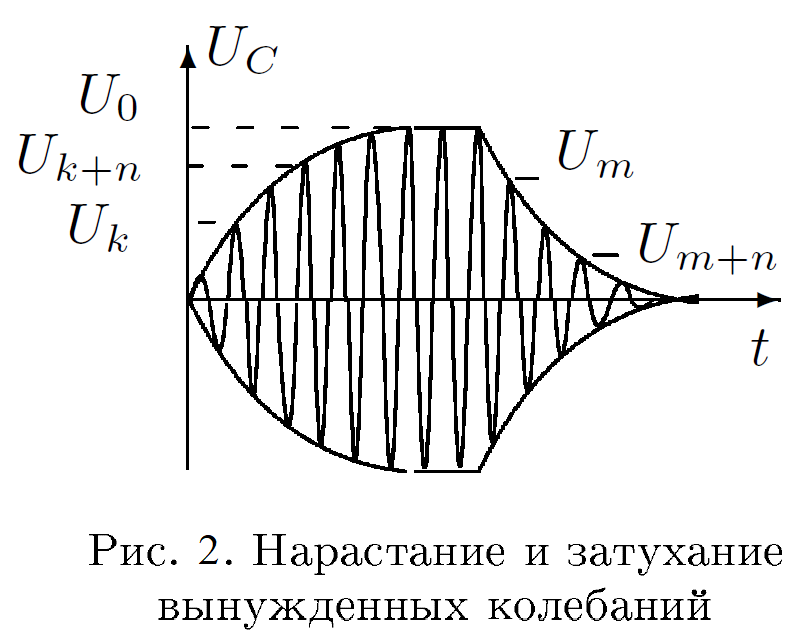 U_C
U_0
U_{k+n}
U_k
U_m
U_{m+n}
t
Рис. 2. Нарастание и затухание
вынужденных колебаний